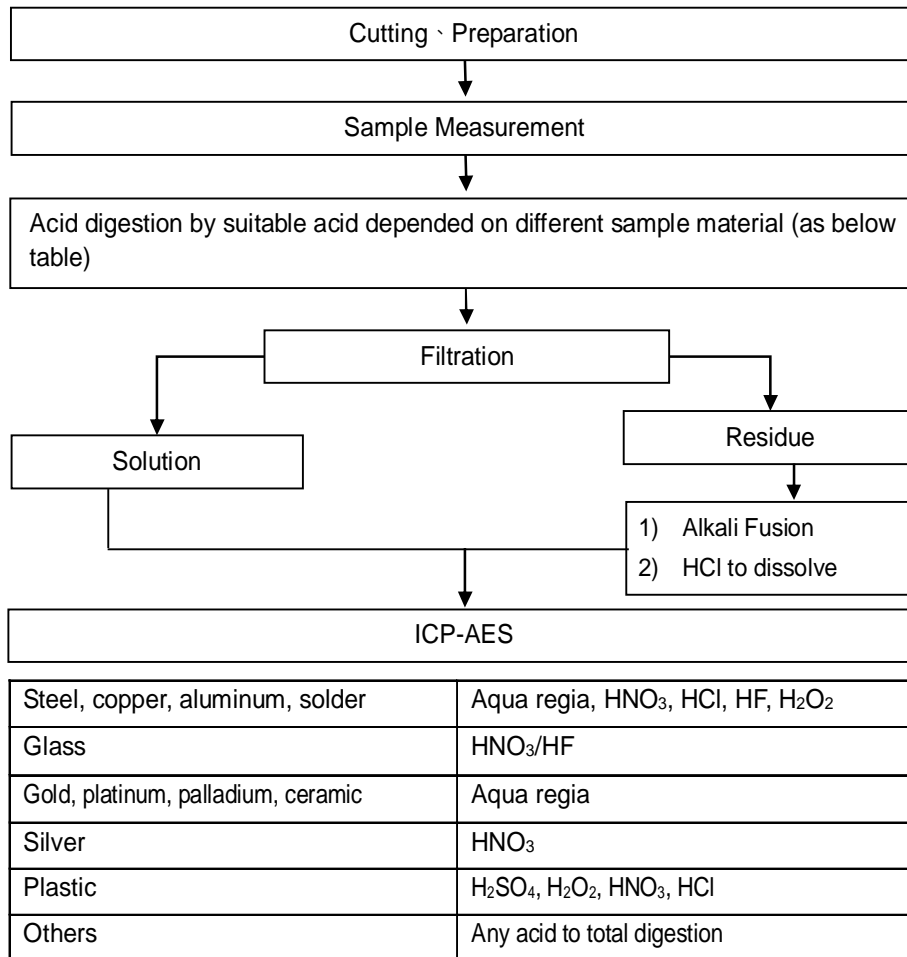 Cutting、Preparation
Sample Measurement
Acid digestion by suitable acid depended on different sample material (as below
table)
Filtration
Solution
Residue
1) Alkali Fusion
2) HCl to dissolve
ICP-AES
Steel, copper, aluminum, solder Aqua regia, HNO₃, HCl, HF, H₂O₂
Glass HNO₃/HF
Gold, platinum, palladium, ceramic Aqua regia
Silver HNO₃
Plastic H₂SO₄, H₂O₂, HNO₃, HCl
Others Any acid to total digestion